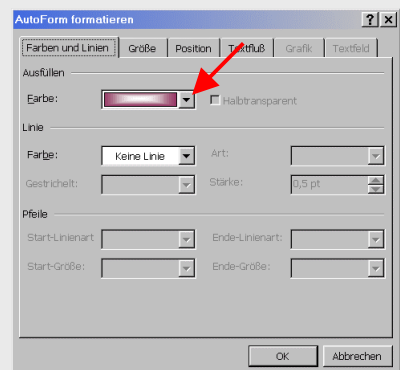 AutoForm formatieren
Farben und Linien Größe Position Textfluß Grafik Textfeld
Ausfüllen
Farbe: Halbtransparent
Linie
Farbe: Keine Linie Art:
Gestrichelt: Stärke: 0,5 pt
Pfeile
Start-Linienart Ende-Linienart:
Start-Größe: Ende-Größe:
OK Abbrechen